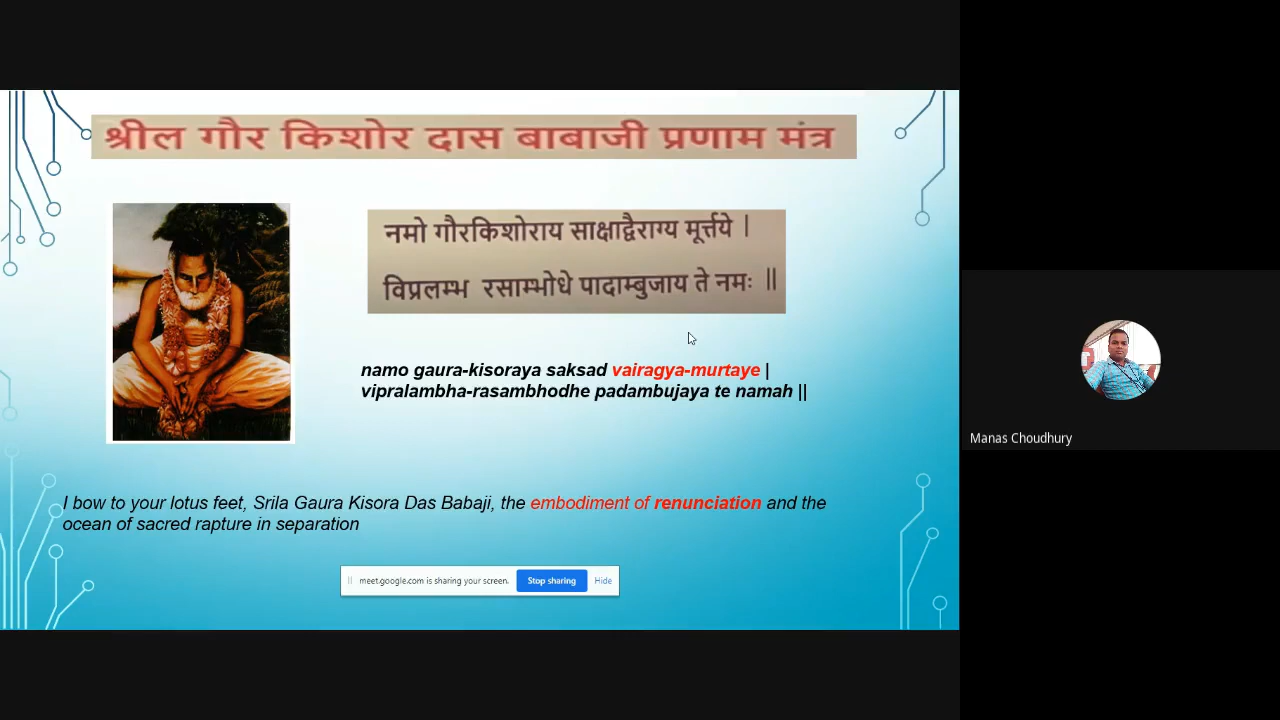 श्रील गौर किशोर दास बाबाजी प्रणाम मंत्र
नमो गौरकिशोराय साक्षाद्वैराग्य मूर्त्तये |
विप्रलम्भ रसाम्भोधे पादाम्बुजाय ते नमः ||
namo gaura-kisoraya saksad vairagya-murtaye |
vipralambha-rasambhodhe padambujaya te namah ||
I bow to your lotus feet, Srila Gaura Kisora Das Babaji, the embodiment of renunciation and the
ocean of sacred rapture in separation
meet.google.com is sharing your screen. Stop sharing Hide
Manas Choudhury